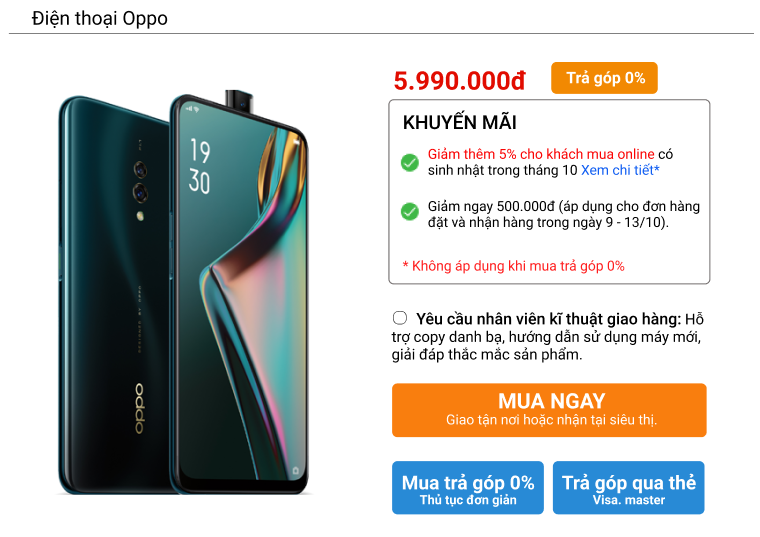 Điện thoại Oppo
5.990.000đ
Trả góp 0%
KHUYẾN MÃI
Giảm thêm 5% cho khách mua online có
sinh nhật trong tháng 10 Xem chi tiết*
Giảm ngay 500.000đ (áp dụng cho đơn hàng
đặt và nhận hàng trong ngày 9 - 13/10).
* Không áp dụng khi mua trả góp 0%
Yêu cầu nhân viên kĩ thuật giao hàng: Hỗ
trợ copy danh bạ, hướng dẫn sử dụng máy mới,
giải đáp thắc mắc sản phẩm.
MUA NGAY
Giao tận nơi hoặc nhận tại siêu thị.
Mua trả góp 0%
Thủ tục đơn giản
Trả góp qua thẻ
Visa. master
19
30
oppo